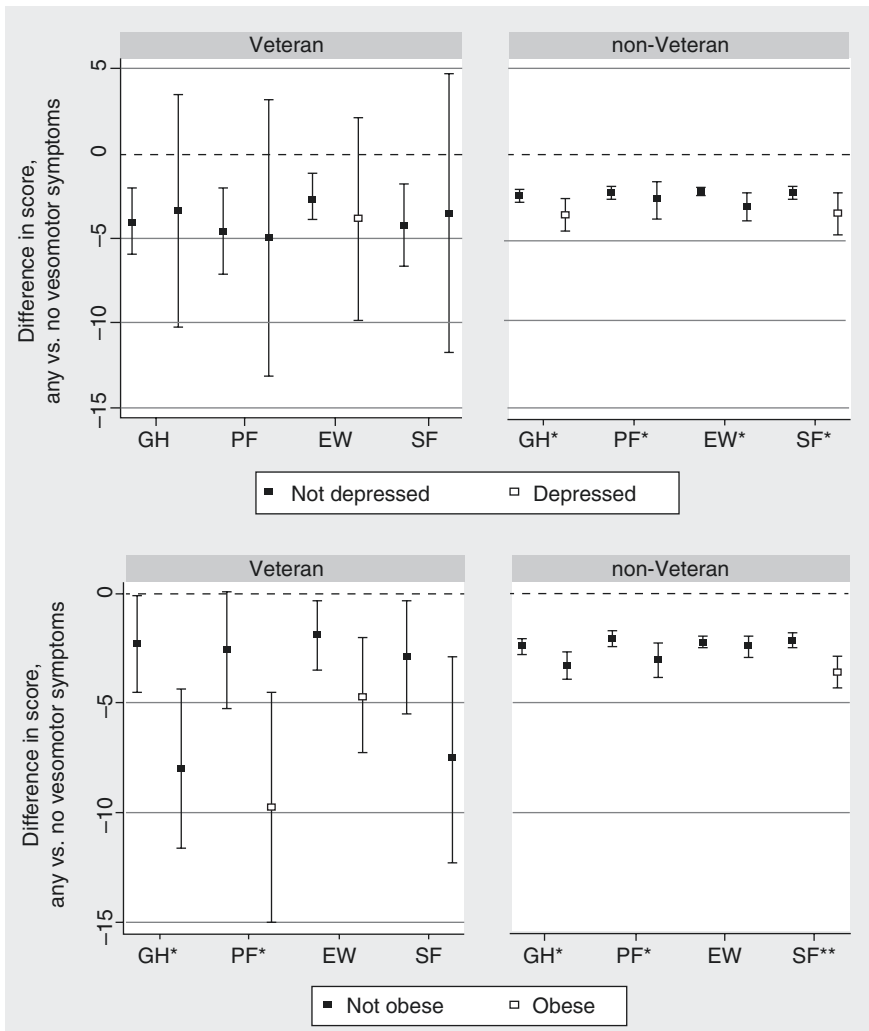 Veteran
non-Veteran
Difference in score,
any vs. no vesomotor symptoms
5
0
−5
−10
−15
GH PF EW SF
GH* PF* EW* SF*
Not depressed Depressed
Veteran
non-Veteran
Difference in score,
any vs. no vesomotor symptoms
0
−5
−10
−15
GH* PF* EW SF
GH* PF* EW SF**
Not obese Obese